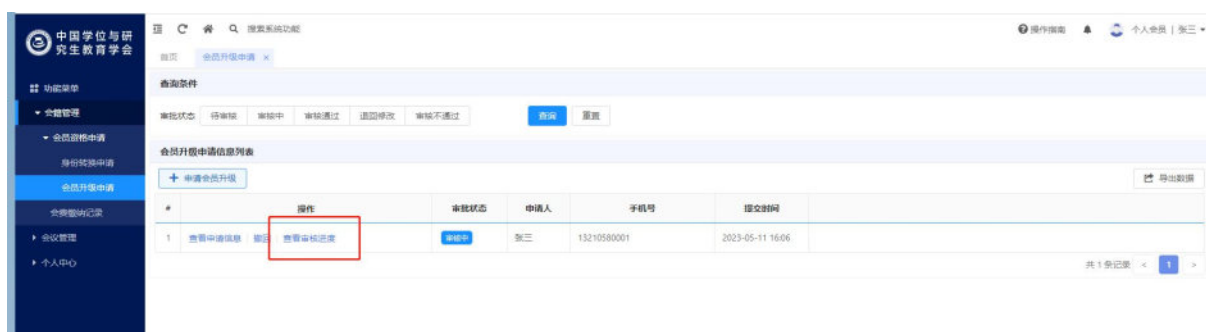 中国学位与研
究生教育学会
搜索系统功能
操作指南
个人会员 | 张三
首页 会员升级申请 ×
功能菜单
会籍管理
会员资格申请
身份转换申请
会员升级申请
会费缴纳记录
会议管理
个人中心
查询条件
审批状态 待审核 审核中 审核通过 退回修改 审核不通过 查询 重置
会员升级申请信息列表
+ 申请会员升级 导出数据
# 操作 审批状态 申请人 手机号 提交时间
1 查看申请信息 撤回 查看审核进度 审核中 张三 13210580001 2023-05-11 16:06
共 1 条记录 < 1 >